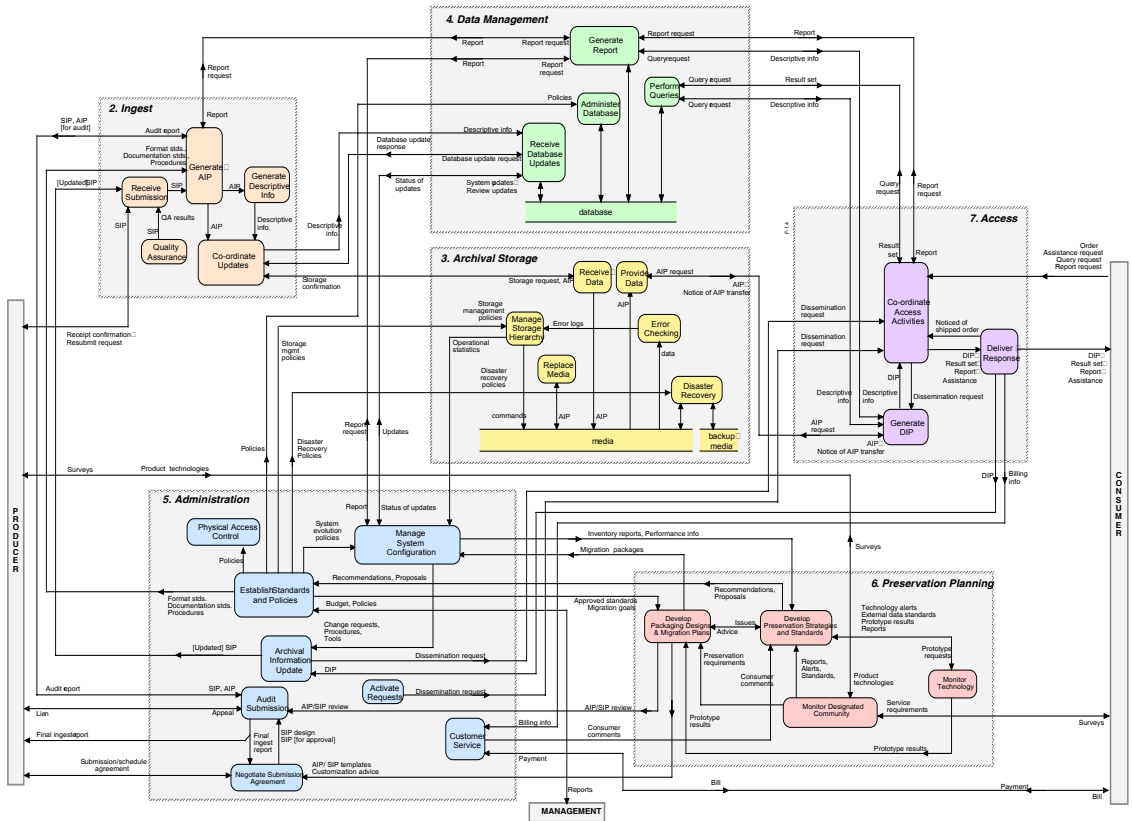 4. Data Management
Generate
Report
Report
Report request
Report request
Report
Report
Report
request
Queryrequest
Descriptive info
Report
request
Perform
Queries
Query request
Result set
Query request
Descriptive info
Policies
Administer
Database
Receive
Database
Updates
Descriptive info
Database update
response
Database update request
Status of
updates
System updates
Review updates
database
2. Ingest
SIP, AIP
[for audit]
Audit report
Report
Format stds.
Documentation stds.
Procedures
Generate
AIP
Generate
Descriptive
Info
[Updated]SIP
Receive
Submission
SIP
AIP
QA results
SIP
SIP
AIP
Descriptive
info.
Descriptive
info.
Quality
Assurance
Co-ordinate
Updates
Storage
confirmation
Receipt confirmation
Resubmit request
Storage
mgmt
policies
3. Archival Storage
Receive
Data
Provide
Data
AIP request
Storage request, AIP
AIP
Notice of AIP transfer
AIP
Storage
management
policies
Manage
Storage
Hierarchy
Error logs
Error
Checking
Operational
statistics
data
Replace
Media
Disaster
recovery
policies
Disaster
Recovery
commands
AIP
AIP
media
backup
media
7. Access
Query
request
Report
request
Result
set
Report
Order
Assistance request
Query request
Report request
Dissemination
request
Dissemination
request
Co-ordinate
Access
Activities
Noticed of
shipped order
Deliver
Response
DIP
Result set
Report
Assistance
DIP
Result set
Report
Assistance
DIP
Descriptive
info
Descriptive
info
Dissemination request
Generate
DIP
AIP
request
AIP
Notice of AIP transfer
DIP
Billing
info
Policies
Disaster
Recovery
Policies
Report
request
Updates
Surveys
Product technologies
PRODUCER
CONSUMER
5. Administration
Physical Access
Control
Policies
System
evolution
policies
Report
Status of updates
Manage
System
Configuration
Inventory reports, Performance info
Migration packages
Surveys
Establish Standards
and Policies
Recommendations, Proposals
Format stds.
Documentation stds.
Procedures
Budget, Policies
Approved standards
Migration goals
Change requests,
Procedures,
Tools
[Updated] SIP
Archival
Information
Update
Dissemination request
DIP
Audit report
SIP, AIP
Audit
Submission
Activate
Requests
Dissemination request
Lien
Appeal
AIP/SIP review
AIP/SIP review
Final ingest report
Final
ingest
report
SIP design
SIP [for approval]
Customer
Service
Billing info
Consumer
comments
Payment
Submission/schedule
agreement
Negotiate Submission
Agreement
AIP/ SIP templates
Customization advice
Reports
MANAGEMENT
6. Preservation Planning
Recommendations,
Proposals
Develop
Packaging Designs
& Migration Plans
Issues
Advice
Develop
Preservation Strategies
and Standards
Technology alerts
External data standards
Prototype results
Reports
Preservation
requirements
Consumer
comments
Reports,
Alerts,
Standards,
Prototype
requests
Product
technologies
Monitor
Technology
Monitor Designated
Community
Service
requirements
Surveys
Prototype
results
Prototype results
Bill
Payment
Bill